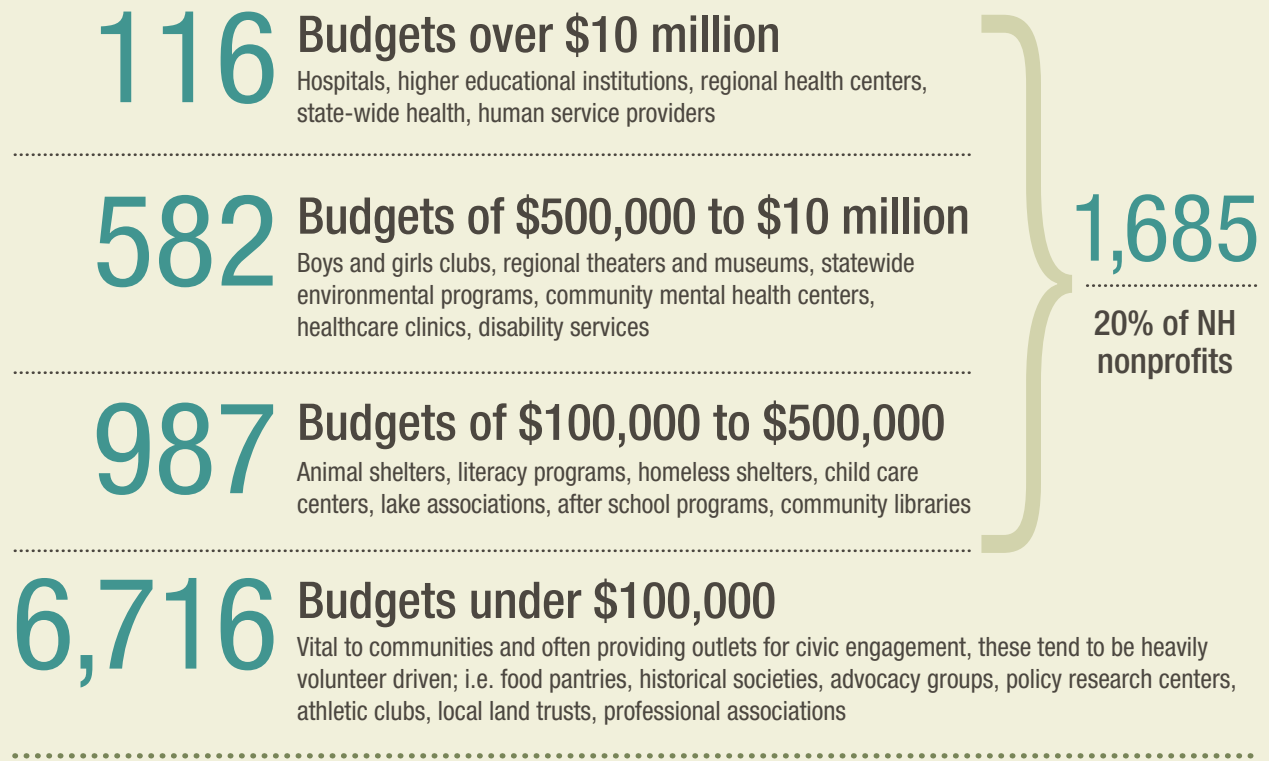 116
Budgets over $10 million
Hospitals, higher educational institutions, regional health centers,
state-wide health, human service providers
582
Budgets of $500,000 to $10 million
Boys and girls clubs, regional theaters and museums, statewide
environmental programs, community mental health centers,
healthcare clinics, disability services
987
Budgets of $100,000 to $500,000
Animal shelters, literacy programs, homeless shelters, child care
centers, lake associations, after school programs, community libraries
1,685
20% of NH
nonprofits
6,716
Budgets under $100,000
Vital to communities and often providing outlets for civic engagement, these tend to be heavily
volunteer driven; i.e. food pantries, historical societies, advocacy groups, policy research centers,
athletic clubs, local land trusts, professional associations